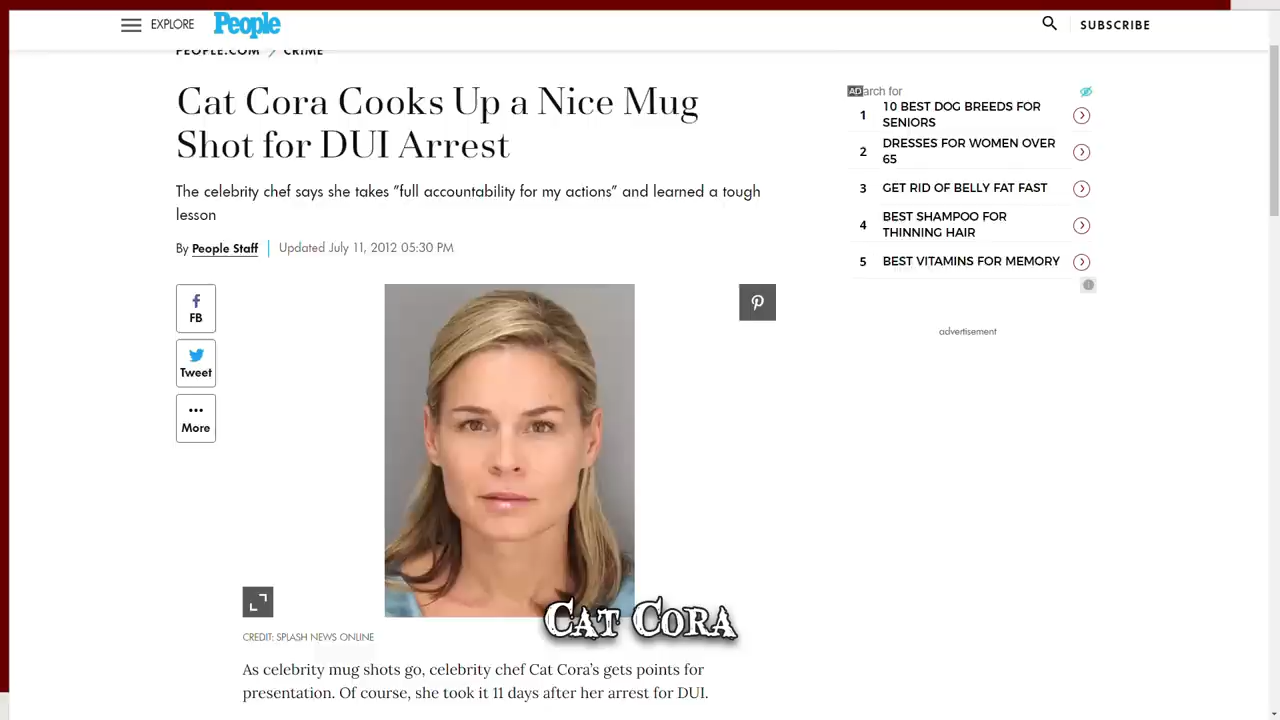 EXPLORE
People
SUBSCRIBE
PEOPLE.COM / CRIME
Cat Cora Cooks Up a Nice Mug
Shot for DUI Arrest
The celebrity chef says she takes "full accountability for my actions" and learned a tough
lesson
By People Staff | Updated July 11, 2012 05:30 PM
FB
Tweet
More
CREDIT: SPLASH NEWS ONLINE
CAT CORA
As celebrity mug shots go, celebrity chef Cat Cora's gets points for
presentation. Of course, she took it 11 days after her arrest for DUI.
AD
arch for
1 10 BEST DOG BREEDS FOR
SENIORS
2 DRESSES FOR WOMEN OVER
65
3 GET RID OF BELLY FAT FAST
4 BEST SHAMPOO FOR
THINNING HAIR
5 BEST VITAMINS FOR MEMORY
advertisement